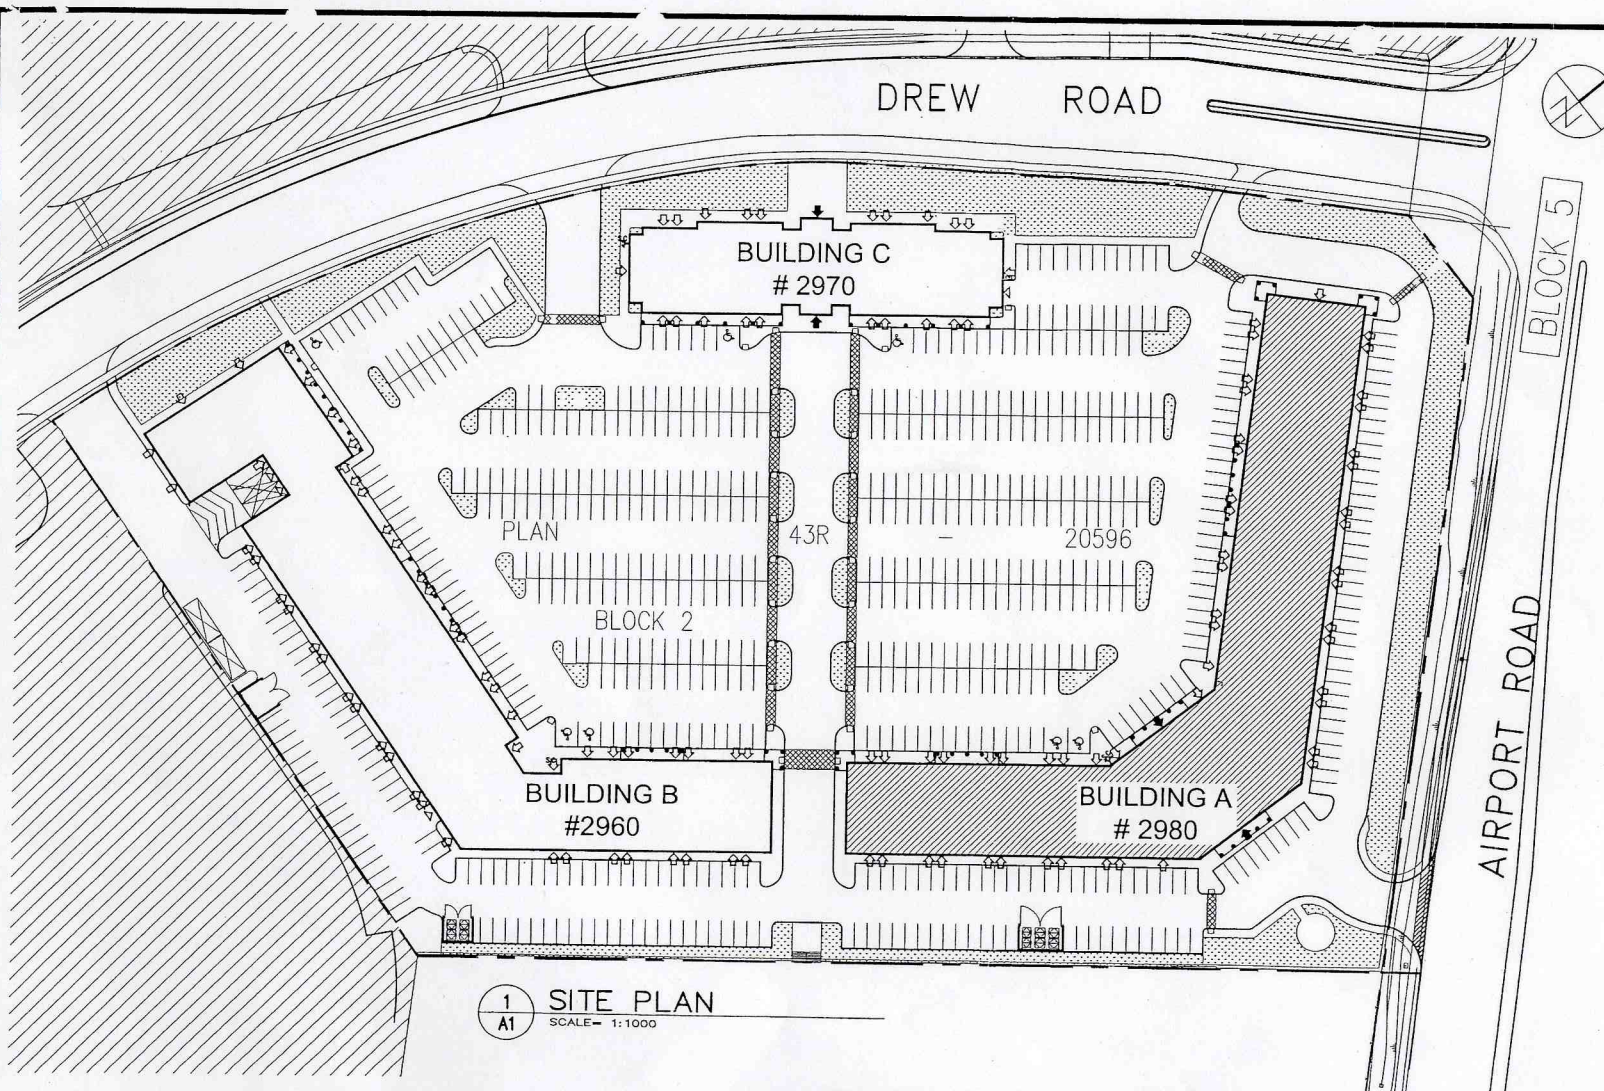 DREW ROAD
BLOCK 5
BUILDING C
# 2970
PLAN 43R - 20596
BLOCK 2
AIRPORT ROAD
BUILDING B
#2960
BUILDING A
# 2980
1
A1
SITE PLAN
SCALE= 1:1000